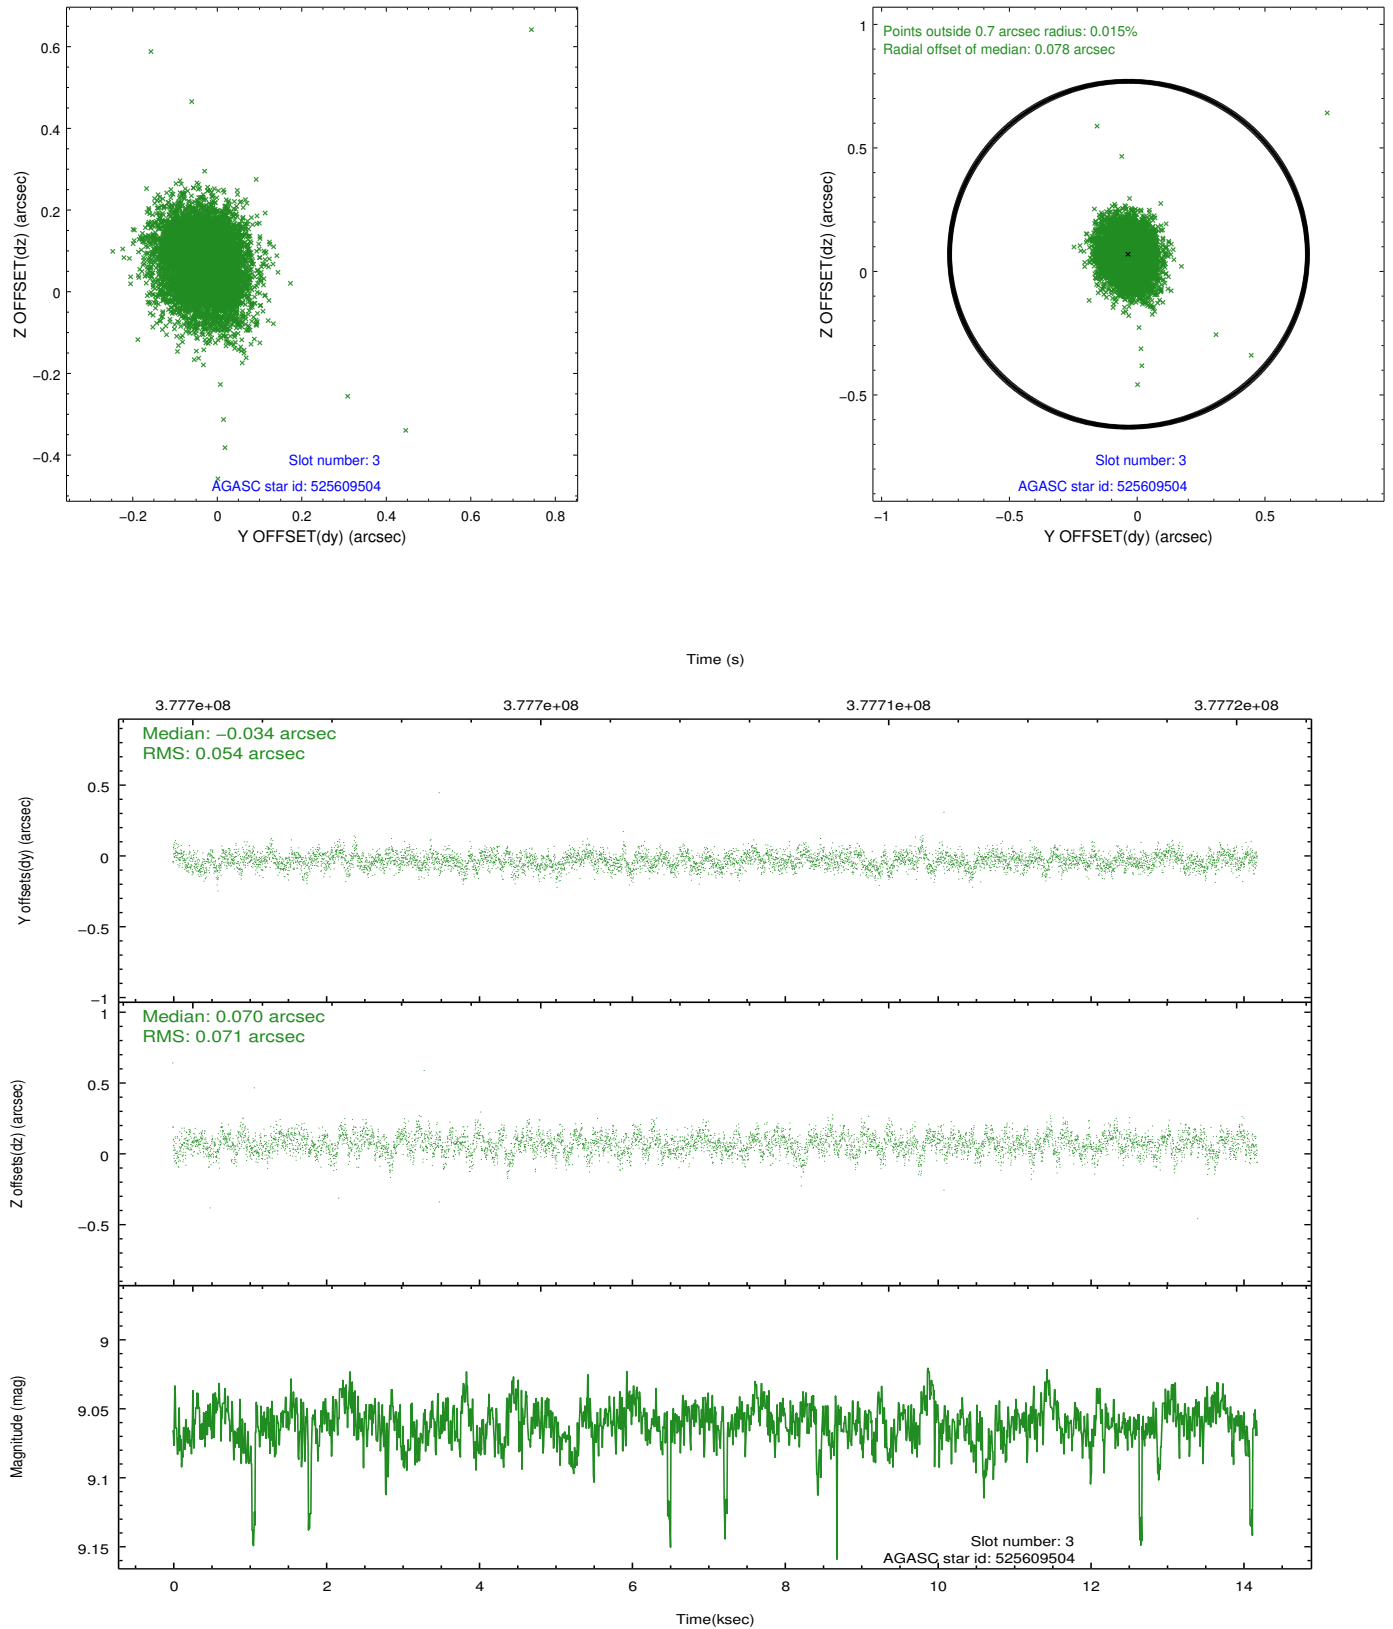 0.6
0.4
0.2
0
−0.2
−0.4
Z OFFSET(dz) (arcsec)
Slot number: 3
AGASC star id: 525609504
−0.2 0 0.2 0.4 0.6 0.8
Y OFFSET(dy) (arcsec)
Points outside 0.7 arcsec radius: 0.015%
Radial offset of median: 0.078 arcsec
1
0.5
0
−0.5
Z OFFSET(dz) (arcsec)
Slot number: 3
AGASC star id: 525609504
−1 −0.5 0 0.5
Y OFFSET(dy) (arcsec)
Time (s)
3.777e+08 3.777e+08 3.7771e+08 3.7772e+08
Median: −0.034 arcsec
RMS: 0.054 arcsec
0.5
0
−0.5
−1
Y offsets(dy) (arcsec)
Median: 0.070 arcsec
RMS: 0.071 arcsec
1
0.5
0
−0.5
Z offsets(dz) (arcsec)
9
9.05
9.1
9.15
Magnitude (mag)
Slot number: 3
AGASC star id: 525609504
0 2 4 6 8 10 12 14
Time(ksec)